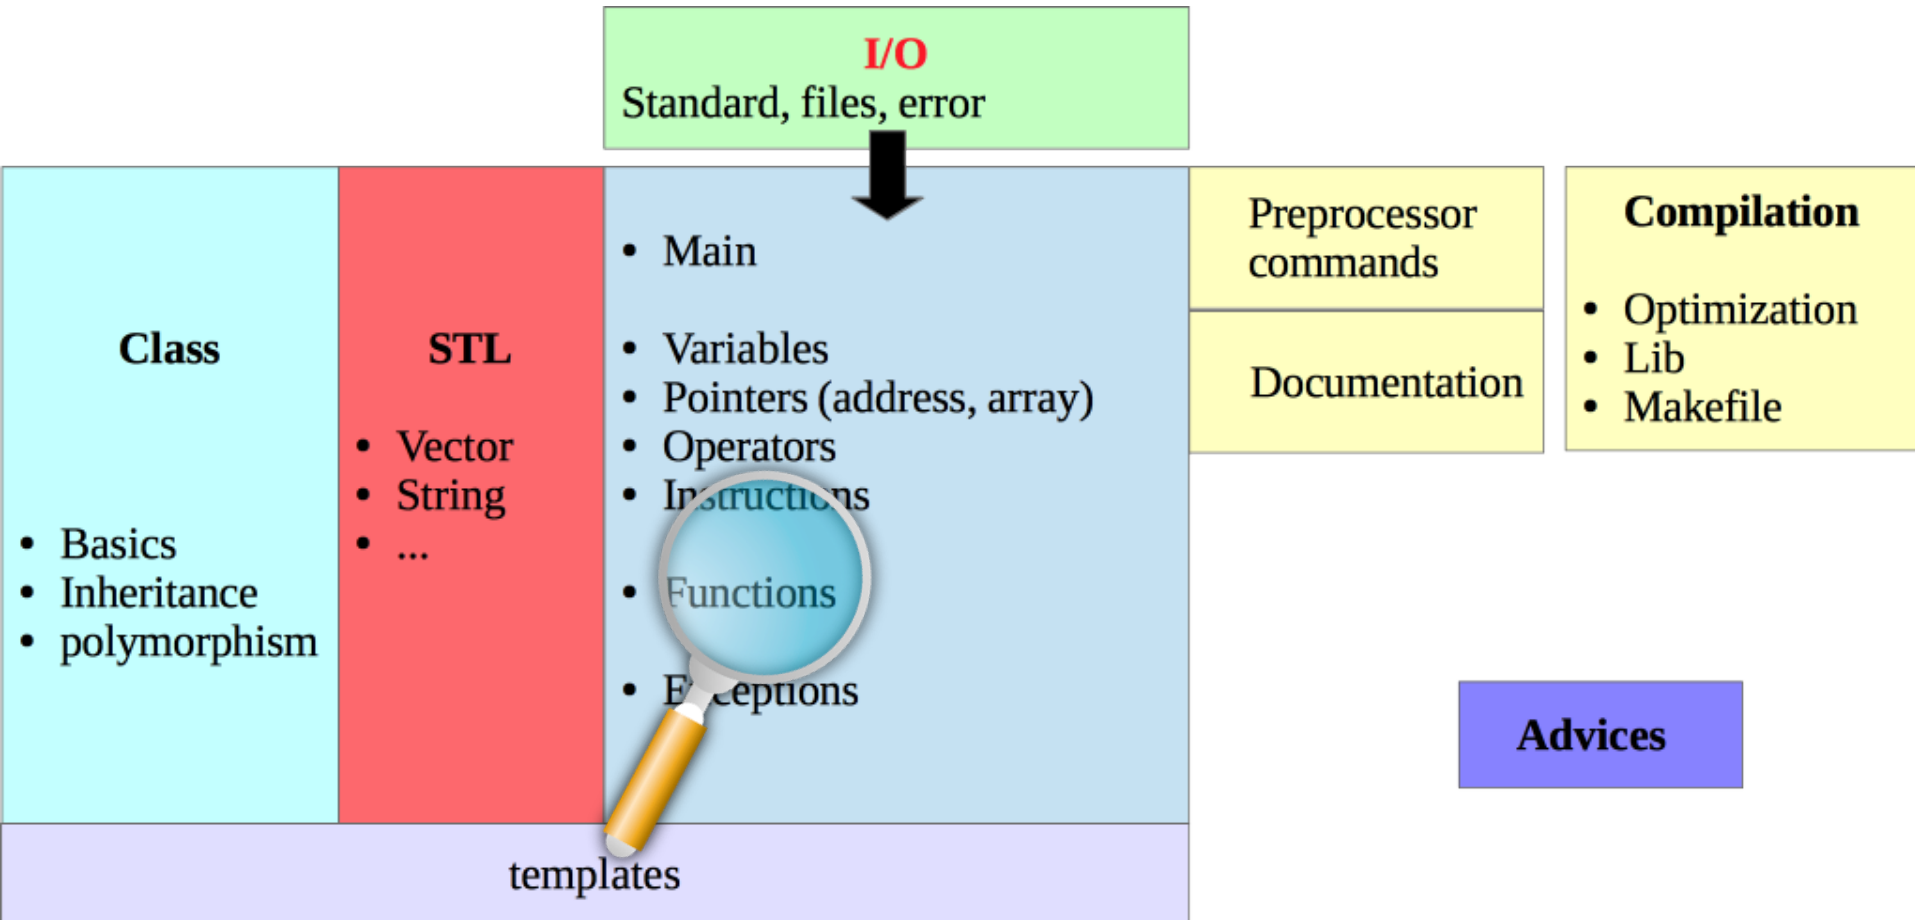 I/O
Standard, files, error
Class
• Basics
• Inheritance
• polymorphism
STL
• Vector
• String
• ...
• Main
• Variables
• Pointers (address, array)
• Operators
• Instructions
• Functions
• Exceptions
Preprocessor
commands
Documentation
Compilation
• Optimization
• Lib
• Makefile
Advices
templates